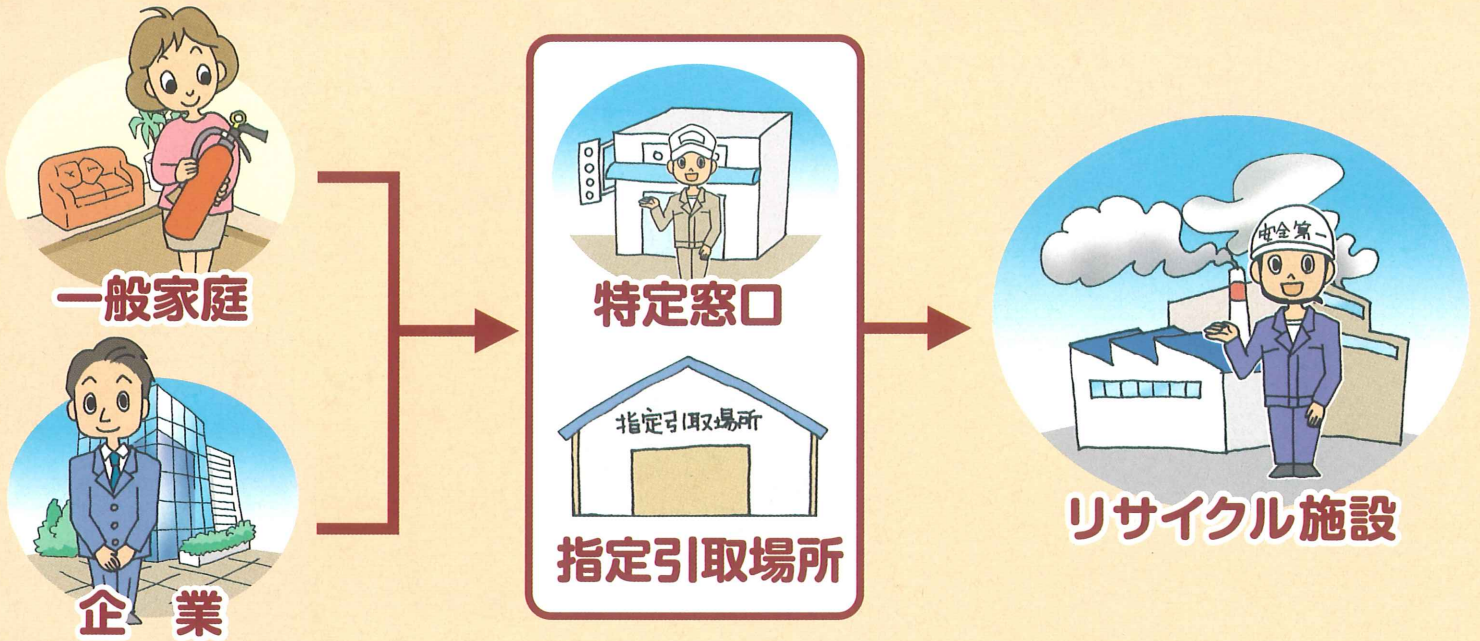 一般家庭
企業
特定窓口
指定引取場所
指定引取場所
安全第一
リサイクル施設